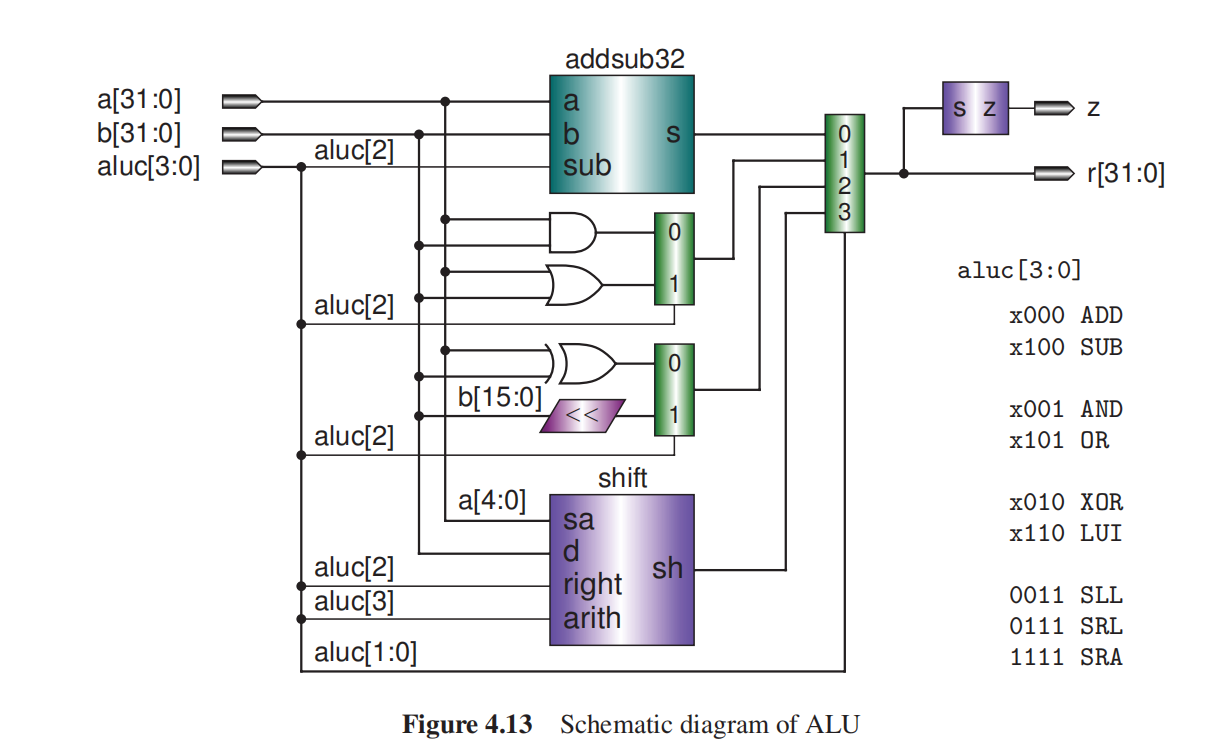 addsub32
a[31:0]
b[31:0]
aluc[3:0]
aluc[2]
a
b
sub
s
0
1
2
3
s z
z
r[31:0]
0
1
aluc[2]
0
1
b[15:0]
<<
aluc[2]
shift
a[4:0]
sa
d
right
arith
sh
aluc[2]
aluc[3]
aluc[1:0]
aluc[3:0]
x000 ADD
x100 SUB
x001 AND
x101 OR
x010 XOR
x110 LUI
0011 SLL
0111 SRL
1111 SRA
Figure 4.13 Schematic diagram of ALU